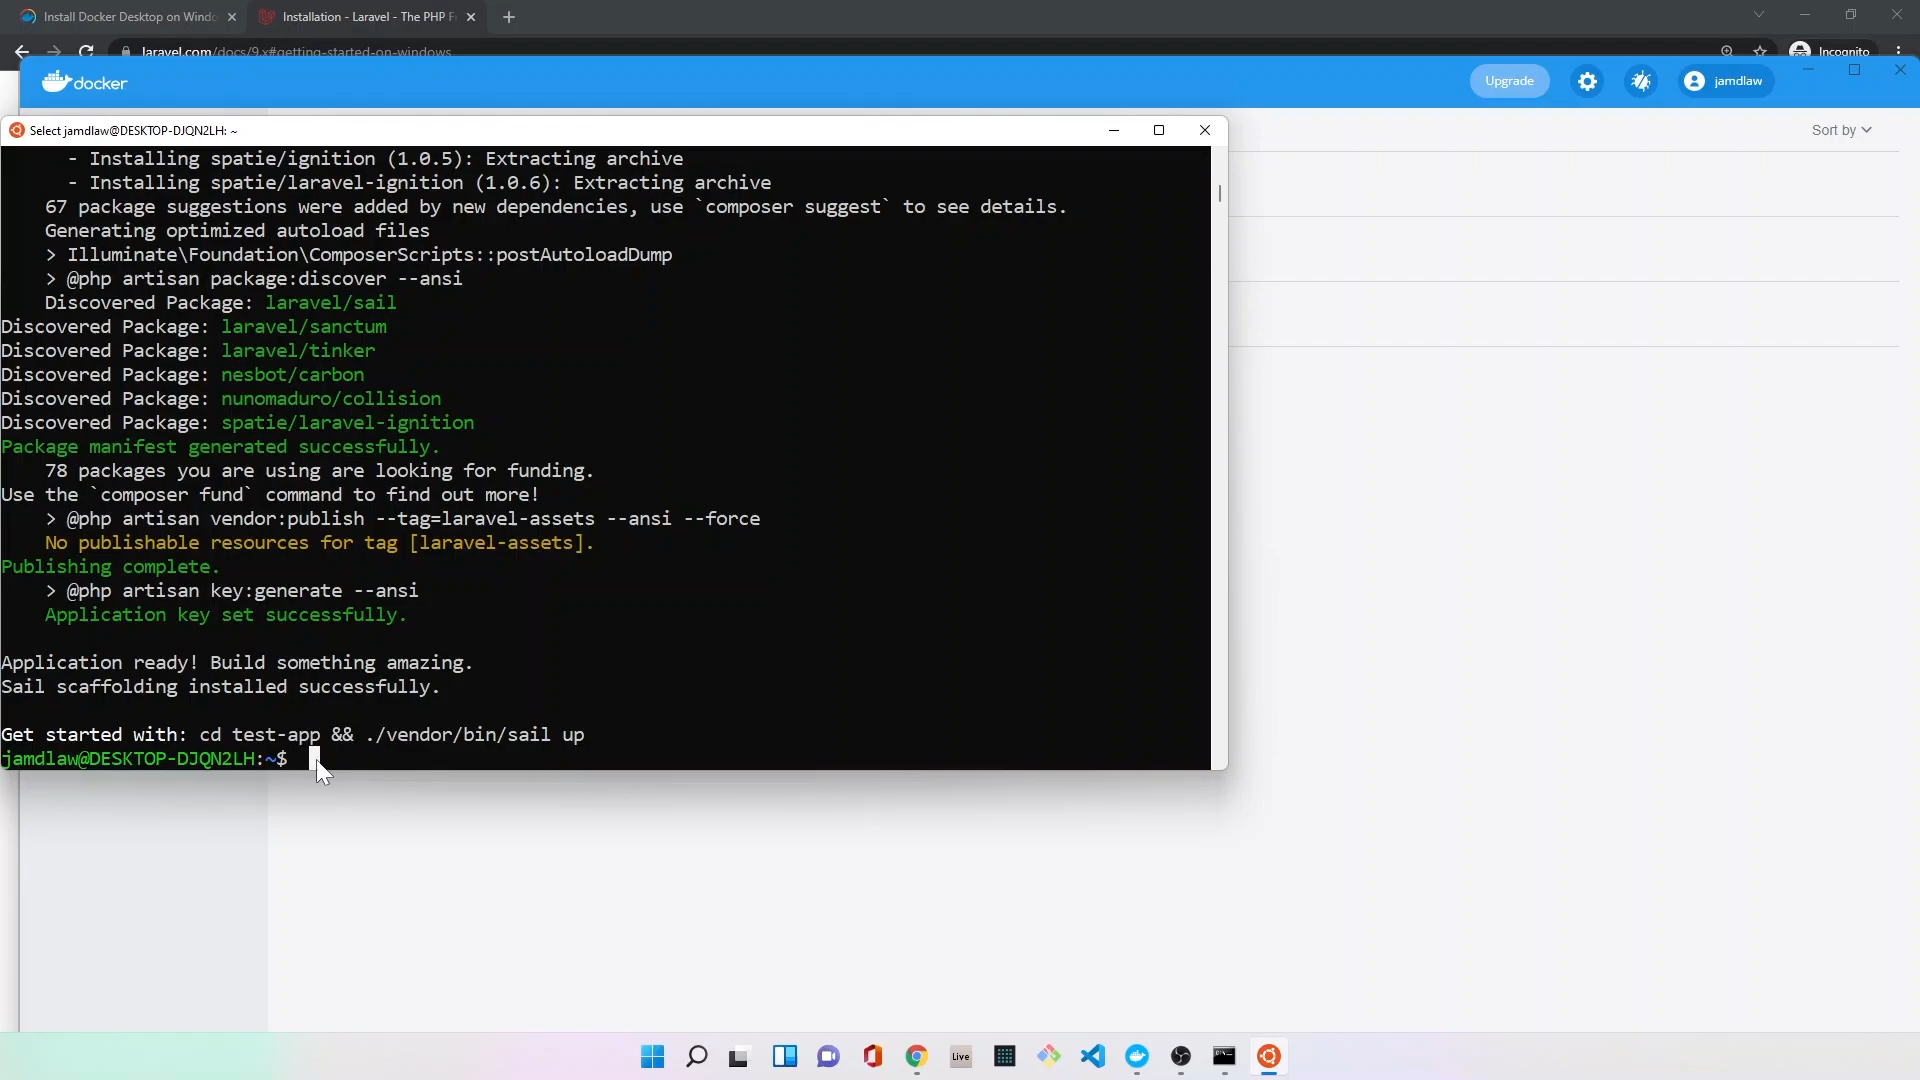 Install Docker Desktop on Windo
Installation - Laravel - The PHP F
laravel.com/docs/9.x#getting-started-on-windows
Incognito
docker
Upgrade
jamdlaw
Select jamdlaw@DESKTOP-DJQN2LH: ~
Sort by
- Installing spatie/ignition (1.0.5): Extracting archive
- Installing spatie/laravel-ignition (1.0.6): Extracting archive
67 package suggestions were added by new dependencies, use `composer suggest` to see details.
Generating optimized autoload files
> Illuminate\Foundation\ComposerScripts::postAutoloadDump
> @php artisan package:discover --ansi
Discovered Package: laravel/sail
Discovered Package: laravel/sanctum
Discovered Package: laravel/tinker
Discovered Package: nesbot/carbon
Discovered Package: nunomaduro/collision
Discovered Package: spatie/laravel-ignition
Package manifest generated successfully.
78 packages you are using are looking for funding.
Use the `composer fund` command to find out more!
> @php artisan vendor:publish --tag=laravel-assets --ansi --force
No publishable resources for tag [laravel-assets].
Publishing complete.
> @php artisan key:generate --ansi
Application key set successfully.
Application ready! Build something amazing.
Sail scaffolding installed successfully.
Get started with: cd test-app && ./vendor/bin/sail up
jamdlaw@DESKTOP-DJQN2LH:~$
Live